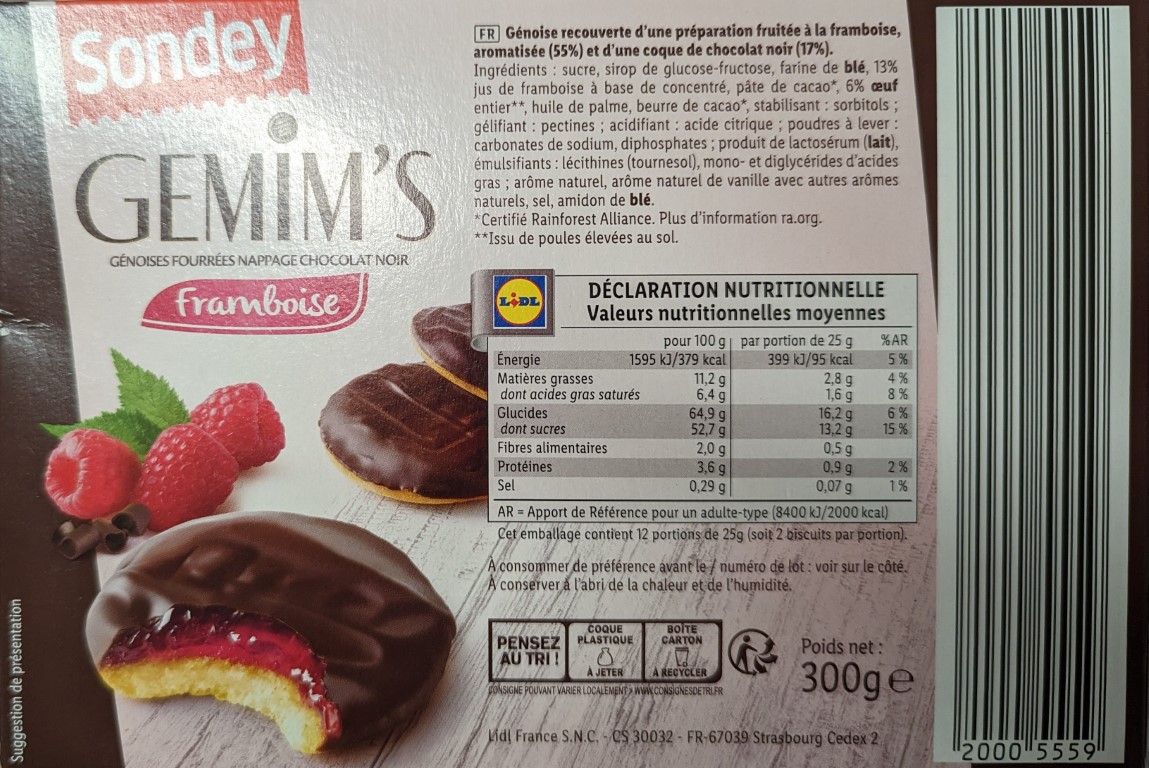 Sondey
GEMIM'S
GÉNOISES FOURRÉES NAPPAGE CHOCOLAT NOIR
Framboise
Suggestion de présentation
FR Génoise recouverte d'une préparation fruitée à la framboise,
aromatisée (55%) et d'une coque de chocolat noir (17%).
Ingrédients : sucre, sirop de glucose-fructose, farine de blé, 13%
jus de framboise à base de concentré, pâte de cacao*, 6% œuf
entier**, huile de palme, beurre de cacao*, stabilisant : sorbitols ;
gélifiant : pectines ; acidifiant : acide citrique ; poudres à lever :
carbonates de sodium, diphosphates ; produit de lactosérum (lait),
émulsifiants : lécithines (tournesol), mono- et diglycérides d'acides
gras ; arôme naturel, arôme naturel de vanille avec autres arômes
naturels, sel, amidon de blé.
*Certifié Rainforest Alliance. Plus d'information ra.org.
**Issu de poules élevées au sol.
LIDL
DÉCLARATION NUTRITIONNELLE
Valeurs nutritionnelles moyennes
pour 100 g par portion de 25 g %AR
Énergie 1595 kJ/379 kcal 399 kJ/95 kcal 5 %
Matières grasses 11,2 g 2,8 g 4 %
dont acides gras saturés 6,4 g 1,6 g 8 %
Glucides 64,9 g 16,2 g 6 %
dont sucres 52,7 g 13,2 g 15 %
Fibres alimentaires 2,0 g 0,5 g
Protéines 3,6 g 0,9 g 2 %
Sel 0,29 g 0,07 g 1 %
AR = Apport de Référence pour un adulte-type (8400 kJ/2000 kcal)
Cet emballage contient 12 portions de 25g (soit 2 biscuits par portion).
À consommer de préférence avant le / numéro de lot : voir sur le côté.
À conserver à l'abri de la chaleur et de l'humidité.
PENSEZ
AU TRI !
COQUE
PLASTIQUE
À JETER
BOÎTE
CARTON
À RECYCLER
CONSIGNE POUVANT VARIER LOCALEMENT > WWW.CONSIGNESDETRI.FR
Poids net :
300g e
Lidl France S.N.C. - CS 30032 - FR-67039 Strasbourg Cedex 2
2000 5559